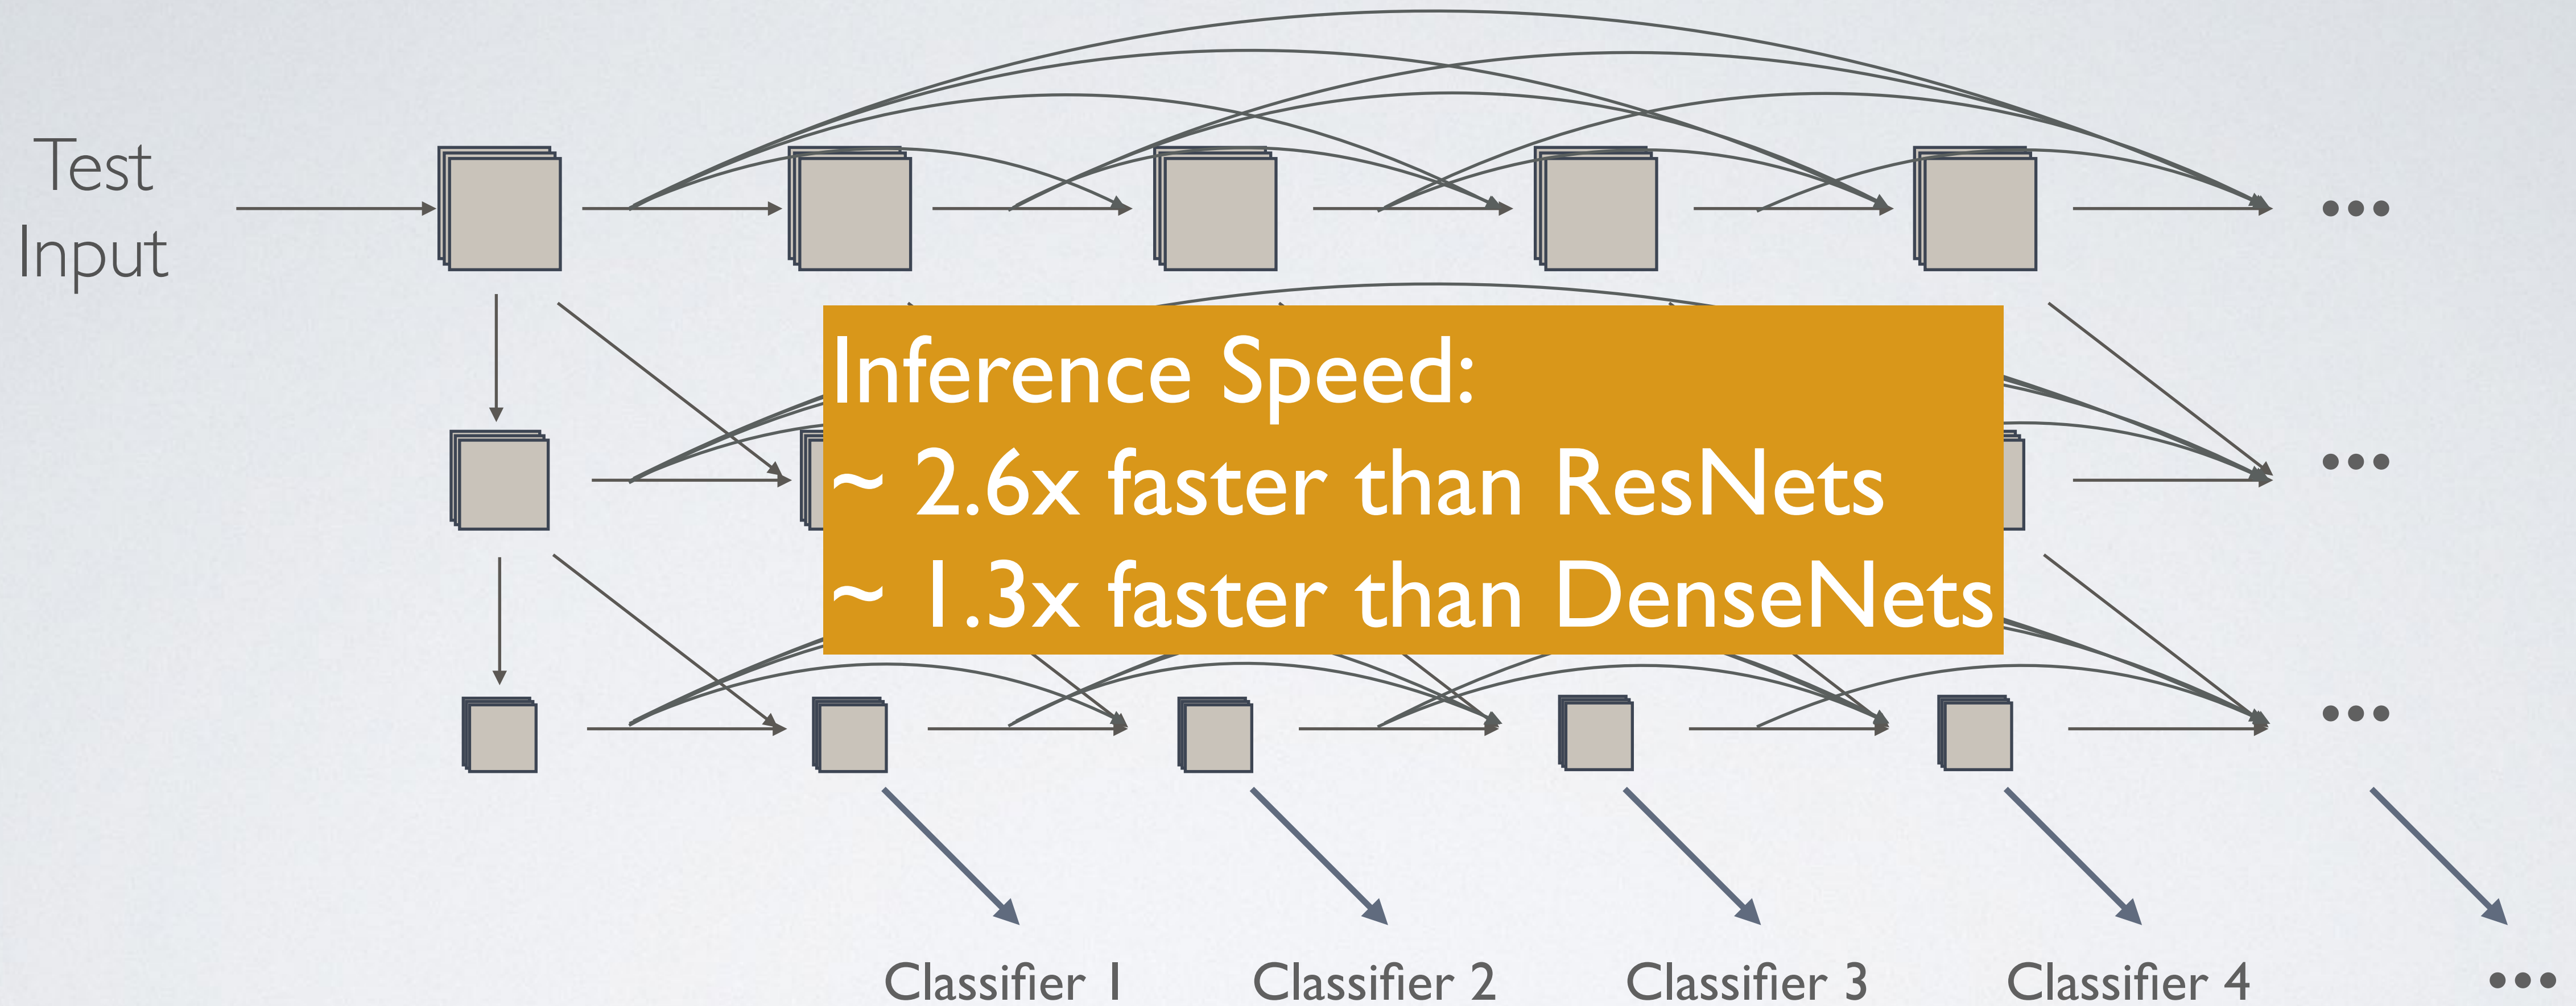 Test
Input
•••
Inference Speed:
~ 2.6x faster than ResNets
~ 1.3x faster than DenseNets
•••
•••
Classifier 1
Classifier 2
Classifier 3
Classifier 4
•••